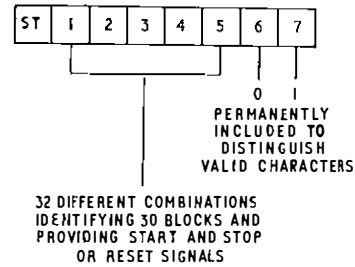 ST 1 2 3 4 5 6 7
0 1
PERMANENTLY
INCLUDED TO
DISTINGUISH
VALID CHARACTERS
32 DIFFERENT COMBINATIONS
IDENTIFYING 30 BLOCKS AND
PROVIDING START AND STOP
OR RESET SIGNALS